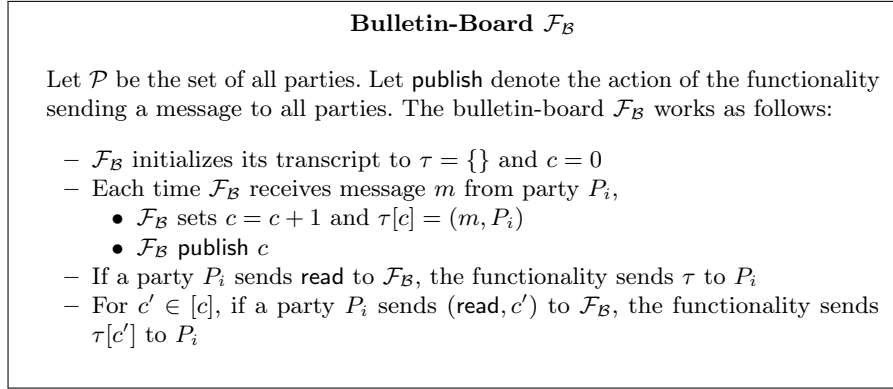 Bulletin-Board 𝓕_𝓑
Let 𝓟 be the set of all parties. Let publish denote the action of the functionality
sending a message to all parties. The bulletin-board 𝓕_𝓑 works as follows:
– 𝓕_𝓑 initializes its transcript to τ = {} and c = 0
– Each time 𝓕_𝓑 receives message m from party P_i,
• 𝓕_𝓑 sets c = c + 1 and τ[c] = (m, P_i)
• 𝓕_𝓑 publish c
– If a party P_i sends read to 𝓕_𝓑, the functionality sends τ to P_i
– For c′ ∈ [c], if a party P_i sends (read, c′) to 𝓕_𝓑, the functionality sends
τ[c′] to P_i